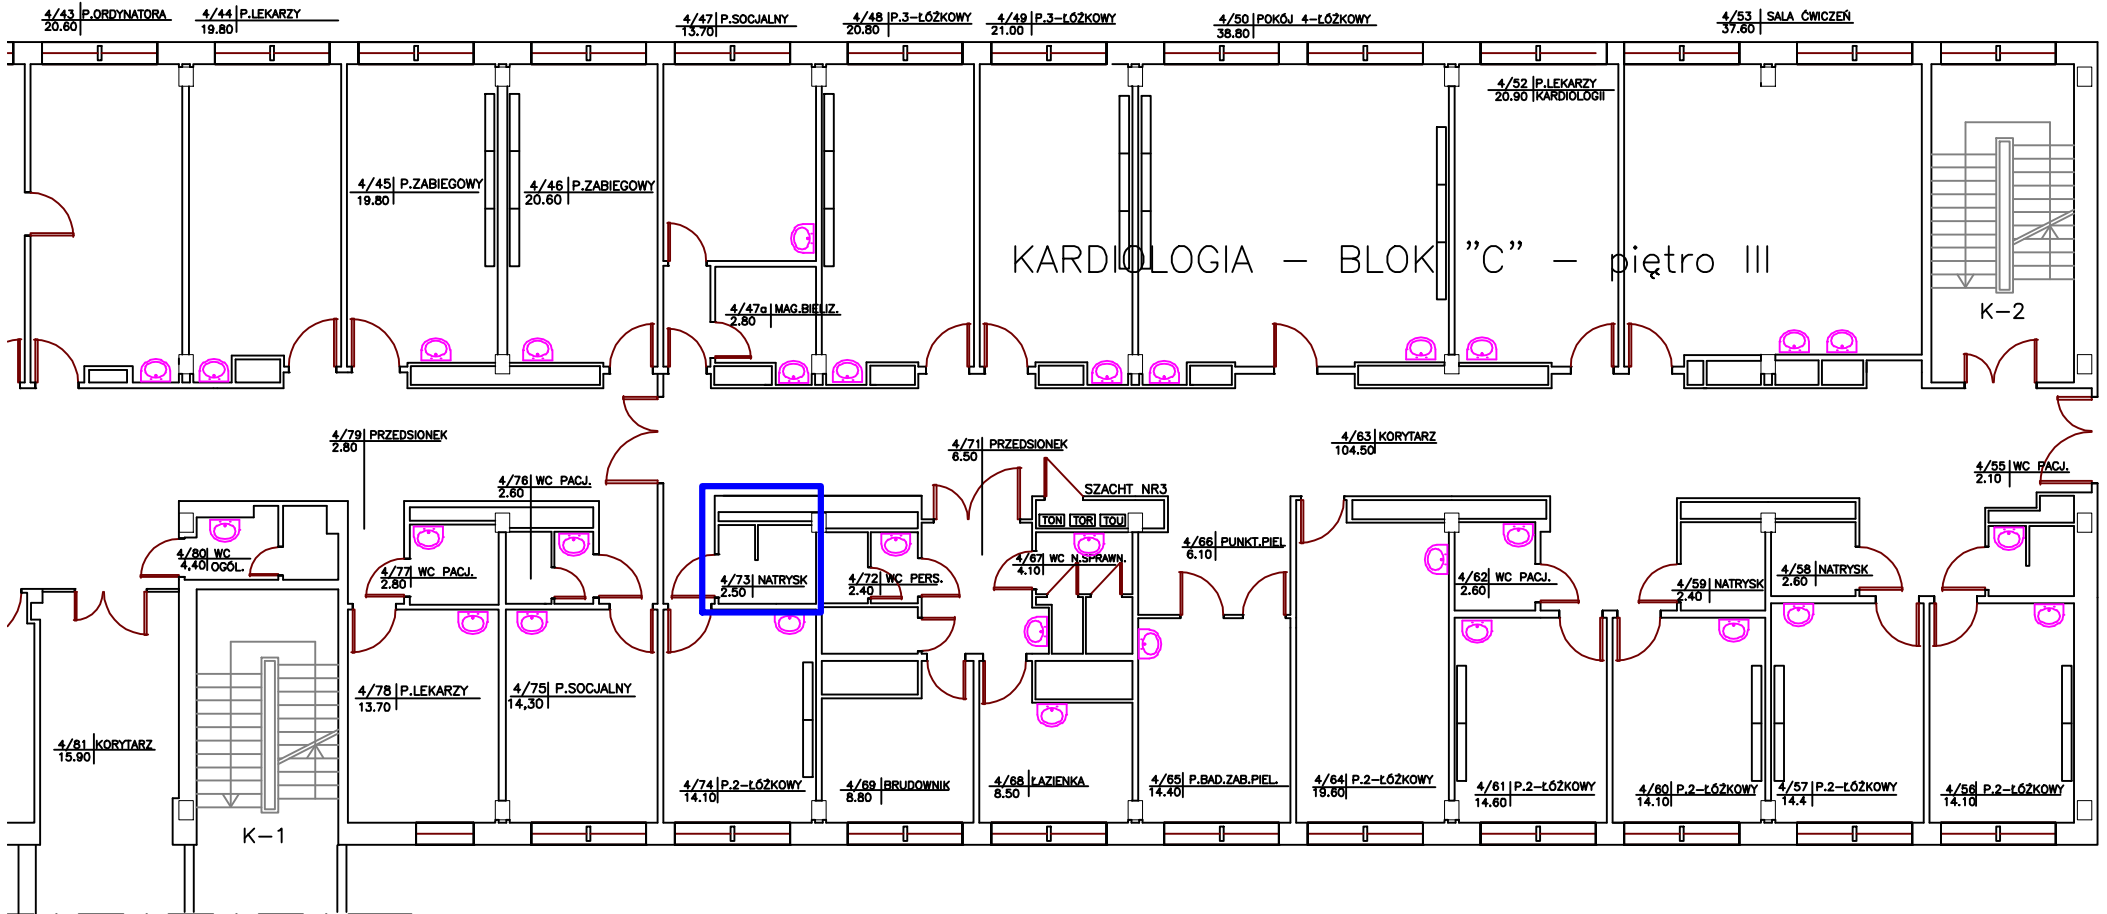 4/43 P.ORDYNATORA
20.60
4/44 P.LEKARZY
19.80
4/47 P.SOCJALNY
13.70
4/48 P.3-ŁÓŻKOWY
20.80
4/49 P.3-ŁÓŻKOWY
21.00
4/50 POKÓJ 4-ŁÓŻKOWY
38.80
4/53 SALA ĆWICZEŃ
37.60
4/52 P.LEKARZY
20.90 KARDIOLOGII
4/45 P.ZABIEGOWY
19.80
4/46 P.ZABIEGOWY
20.60
KARDIOLOGIA - BLOK "C" - piętro III
4/47a MAG.BIELIZ.
2.80
K-2
4/79 PRZEDSIONEK
2.80
4/71 PRZEDSIONEK
6.50
4/63 KORYTARZ
104.50
4/55 WC PACJ.
2.10
4/76 WC PACJ.
2.60
SZACHT NR3
TON TOR TOU
4/80 WC
4,40 OGÓL.
4/77 WC PACJ.
2.80
4/73 NATRYSK
2.50
4/72 WC PERS.
2.40
4/67 WC N.SPRAWN.
4.10
4/66 PUNKT.PIEL
6.10
4/62 WC PACJ.
2.60
4/59 NATRYSK
2.40
4/58 NATRYSK
2.60
4/78 P.LEKARZY
13.70
4/75 P.SOCJALNY
14,30
4/81 KORYTARZ
15.90
4/74 P.2-ŁÓŻKOWY
14.10
4/69 BRUDOWNIK
8.80
4/68 ŁAZIENKA
8.50
4/65 P.BAD.ZAB.PIEL.
14.40
4/64 P.2-ŁÓŻKOWY
19.60
4/61 P.2-ŁÓŻKOWY
14.60
4/60 P.2-ŁÓŻKOWY
14.10
4/57 P.2-ŁÓŻKOWY
14.4
4/56 P.2-ŁÓŻKOWY
14.10
K-1